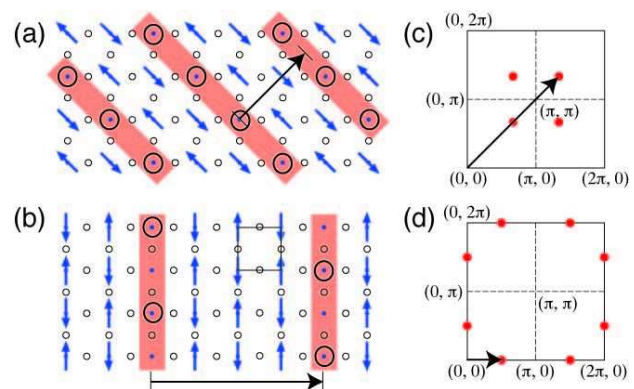 (a)
(b)
(c)
(0, 2π)
(0, π)
(π, π)
(0, 0)
(π, 0)
(2π, 0)
(d)
(0, 2π)
(0, π)
(π, π)
(0, 0)
(π, 0)
(2π, 0)